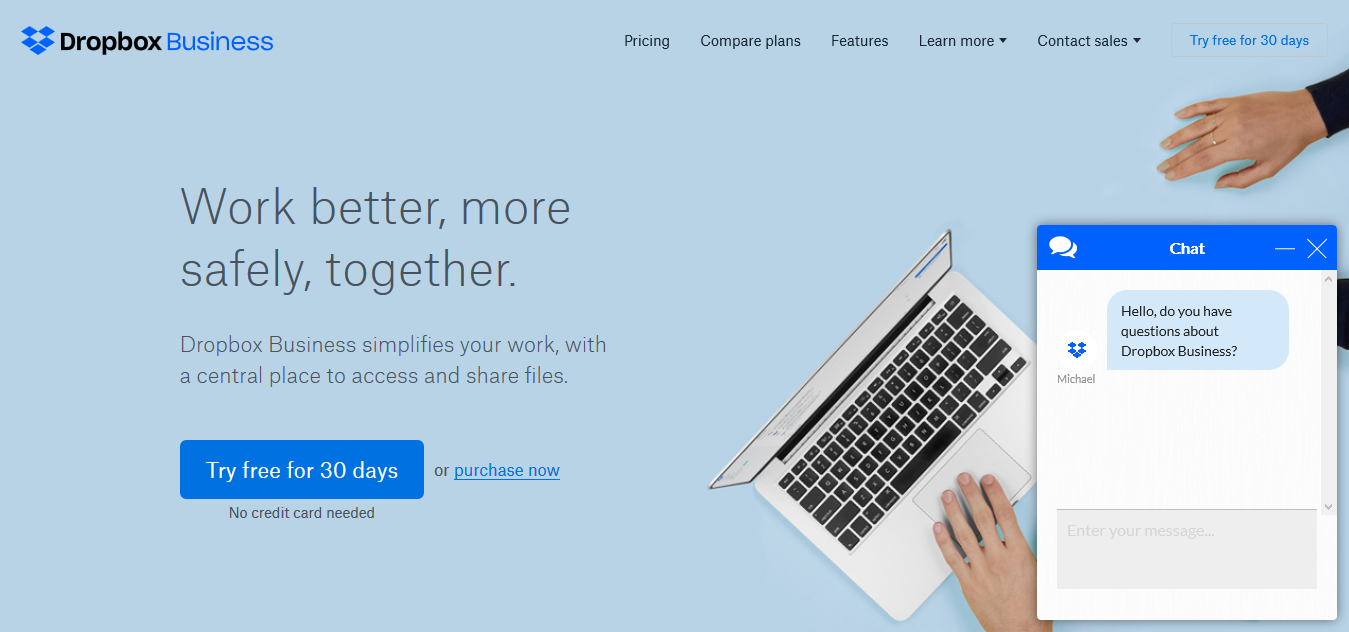 Dropbox Business
Pricing
Compare plans
Features
Learn more
Contact sales
Try free for 30 days
Work better, more
safely, together.
Dropbox Business simplifies your work, with
a central place to access and share files.
Try free for 30 days
or purchase now
No credit card needed
Chat
Hello, do you have
questions about
Dropbox Business?
Michael
Enter your message...